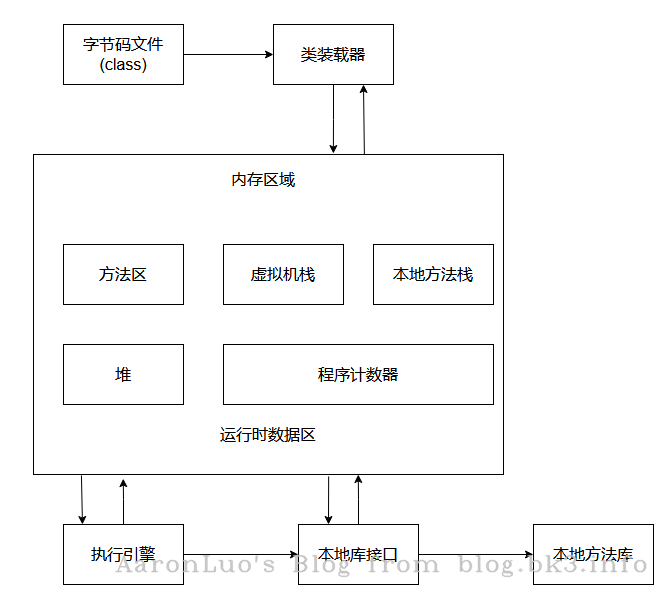 字节码文件
(class)
类装载器
内存区域
方法区
虚拟机栈
本地方法栈
堆
程序计数器
运行时数据区
执行引擎
本地库接口
本地方法库
AaronLuo's Blog from blog.bk3.info